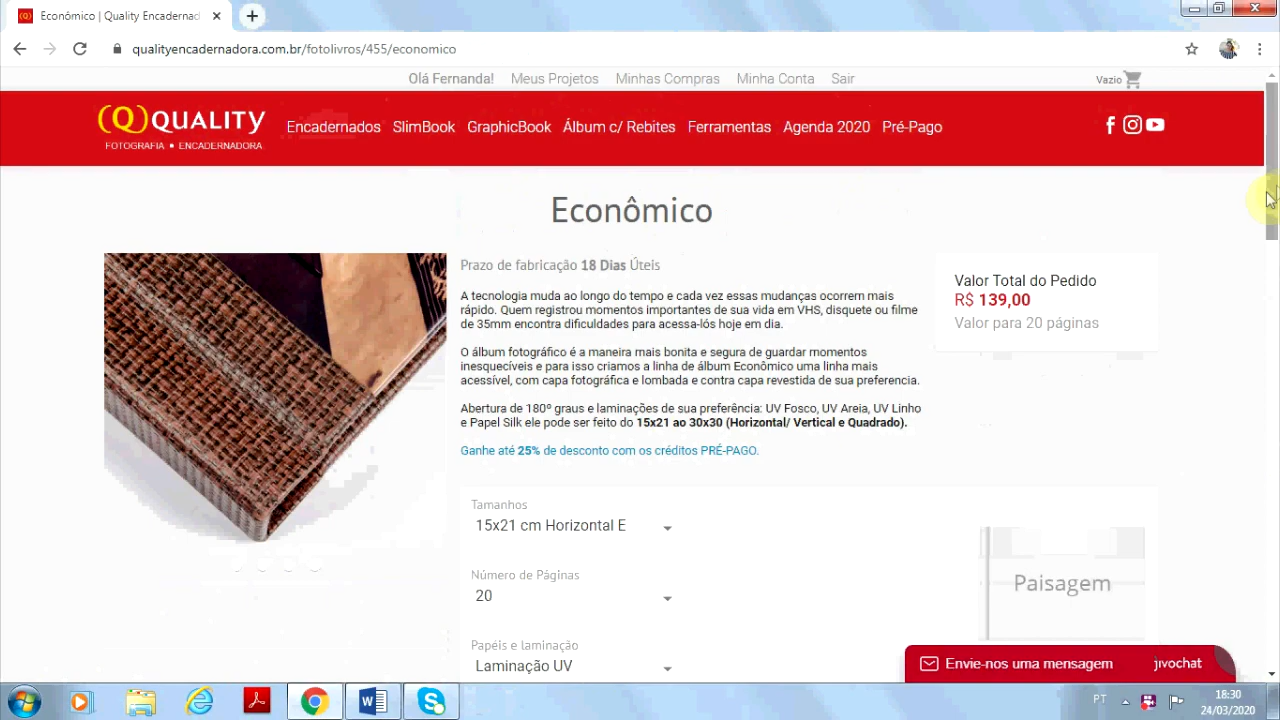 Econômico | Quality Encadernad
qualityencadernadora.com.br/fotolivros/455/economico
Olá Fernanda! Meus Projetos Minhas Compras Minha Conta Sair Vazio
(Q)QUALITY
FOTOGRAFIA • ENCADERNADORA
Encadernados SlimBook GraphicBook Álbum c/ Rebites Ferramentas Agenda 2020 Pré-Pago
Econômico
Prazo de fabricação 18 Dias Úteis
A tecnologia muda ao longo do tempo e cada vez essas mudanças ocorrem mais
rápido. Quem registrou momentos importantes de sua vida em VHS, disquete ou filme
de 35mm encontra dificuldades para acessa-lós hoje em dia.
O álbum fotográfico é a maneira mais bonita e segura de guardar momentos
inesquecíveis e para isso criamos a linha de álbum Econômico uma linha mais
acessível, com capa fotográfica e lombada e contra capa revestida de sua preferencia.
Abertura de 180º graus e laminações de sua preferência: UV Fosco, UV Areia, UV Linho
e Papel Silk ele pode ser feito do 15x21 ao 30x30 (Horizontal/ Vertical e Quadrado).
Ganhe até 25% de desconto com os créditos PRÉ-PAGO.
Valor Total do Pedido
R$ 139,00
Valor para 20 páginas
Tamanhos
15x21 cm Horizontal E
Número de Páginas
20
Papéis e laminação
Laminação UV
Paisagem
Envie-nos uma mensagem jivochat
PT
18:30
24/03/2020